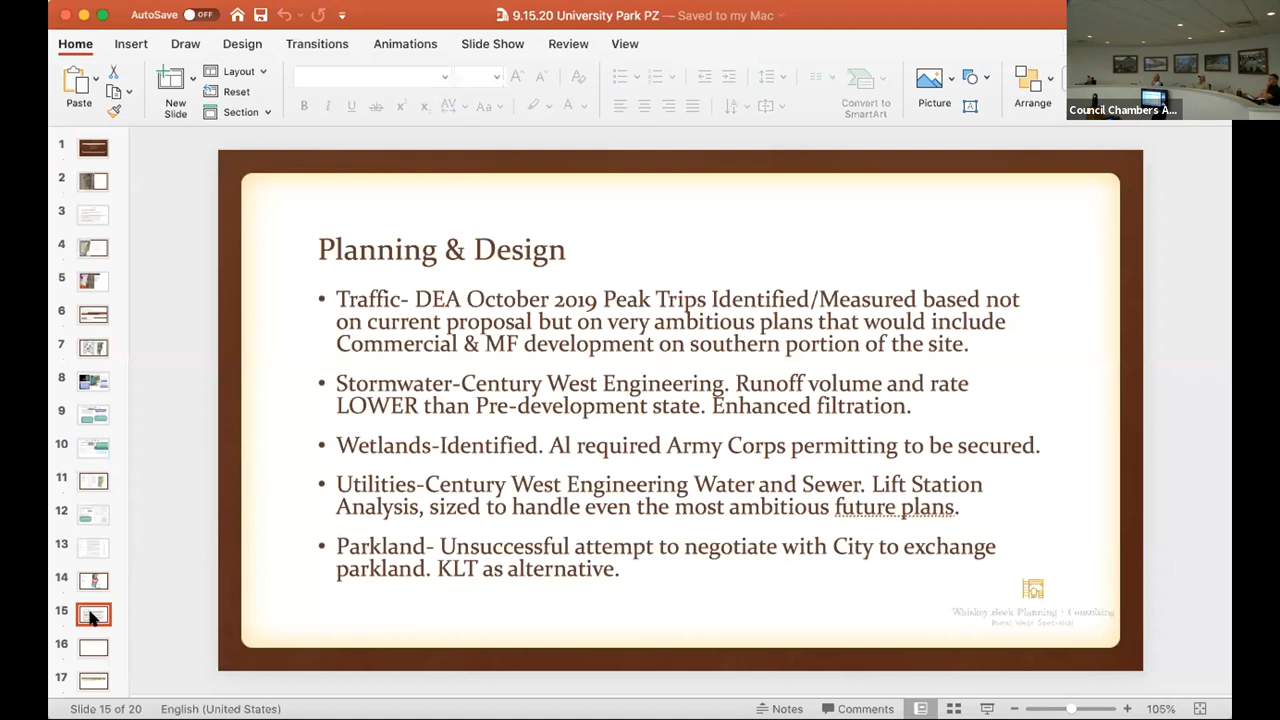 AutoSave OFF 9.15.20 University Park PZ — Saved to my Mac
Home Insert Draw Design Transitions Animations Slide Show Review View
Paste New Slide Layout Reset Section Convert to SmartArt Picture Arrange
Council Chambers A...
Planning & Design
• Traffic- DEA October 2019 Peak Trips Identified/Measured based not
on current proposal but on very ambitious plans that would include
Commercial & MF development on southern portion of the site.
• Stormwater-Century West Engineering. Runoff volume and rate
LOWER than Pre-development state. Enhanced filtration.
• Wetlands-Identified. Al required Army Corps permitting to be secured.
• Utilities-Century West Engineering Water and Sewer. Lift Station
Analysis, sized to handle even the most ambitious future plans.
• Parkland- Unsuccessful attempt to negotiate with City to exchange
parkland. KLT as alternative.
Whiskey Rock Planning + Consulting
Rural West Specialist
1
2
3
4
5
6
7
8
9
10
11
12
13
14
15
16
17
Slide 15 of 20 English (United States) Notes Comments 105%